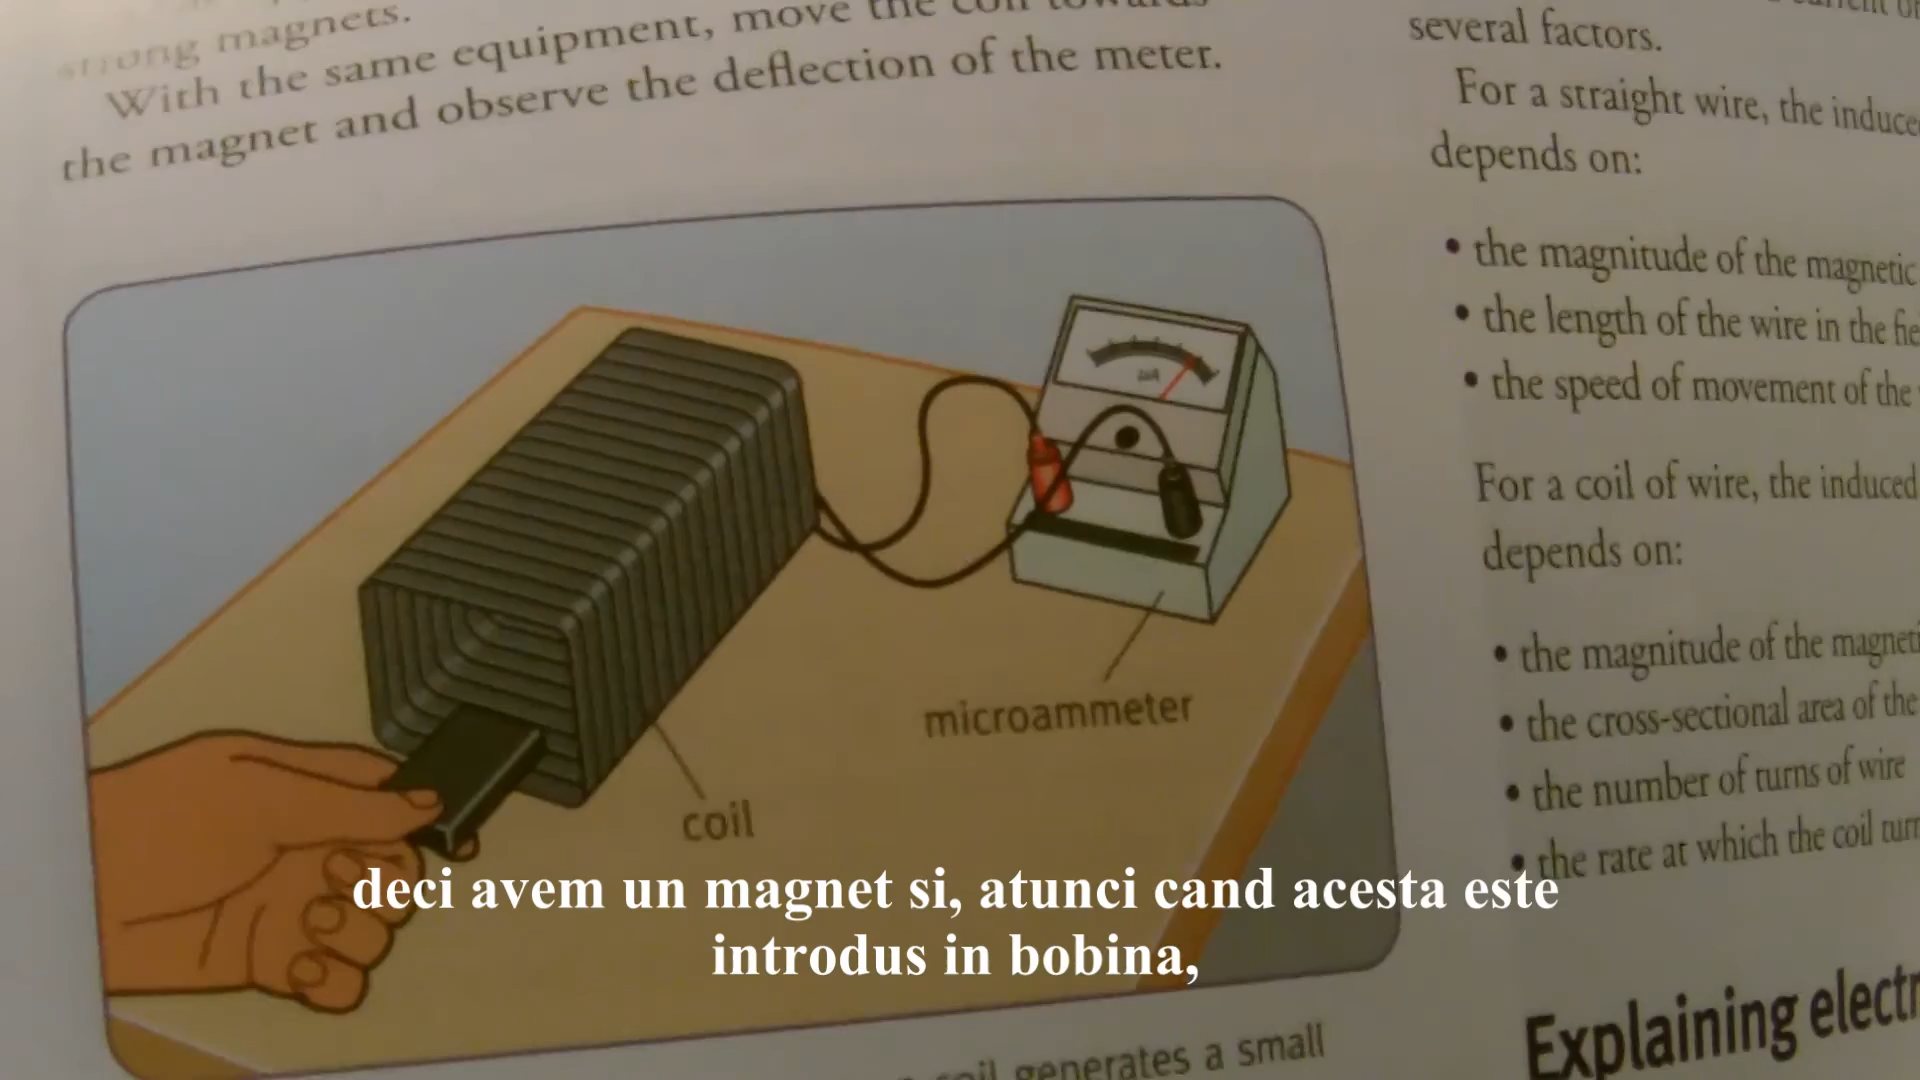 strong magnets.
With the same equipment, move the coil towards
the magnet and observe the deflection of the meter.
microammeter
coil
coil generates a small
several factors.
For a straight wire, the
depends on:
• the magnitude of the magnetic
• the length of the wire in the
• the speed of movement of the
For a coil of wire, the induced
depends on:
• the magnitude of the
• the cross-sectional area of the
• the number of turns of wire
• the rate at which the coil
Explaining
deci avem un magnet si, atunci cand acesta este
introdus in bobina,